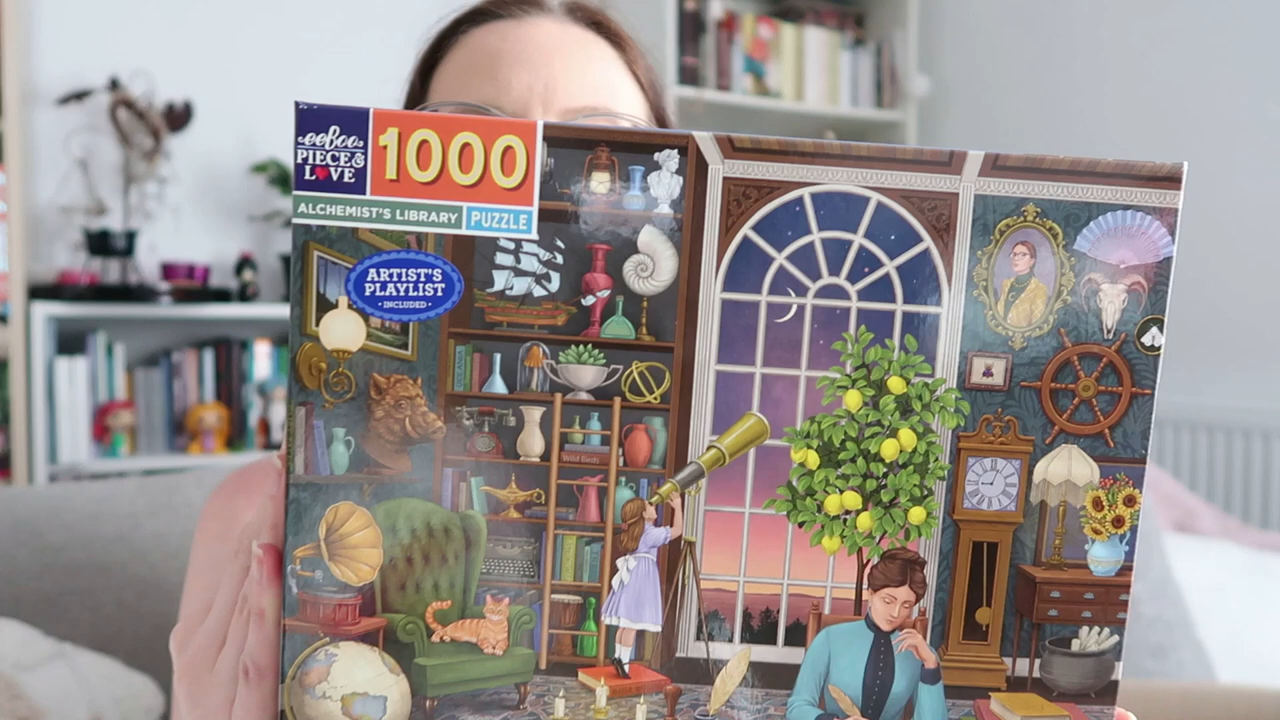 eeBoo
PIECE &
LOVE
1000
ALCHEMIST'S LIBRARY
PUZZLE
ARTIST'S
PLAYLIST
• INCLUDED •
Wild Birds